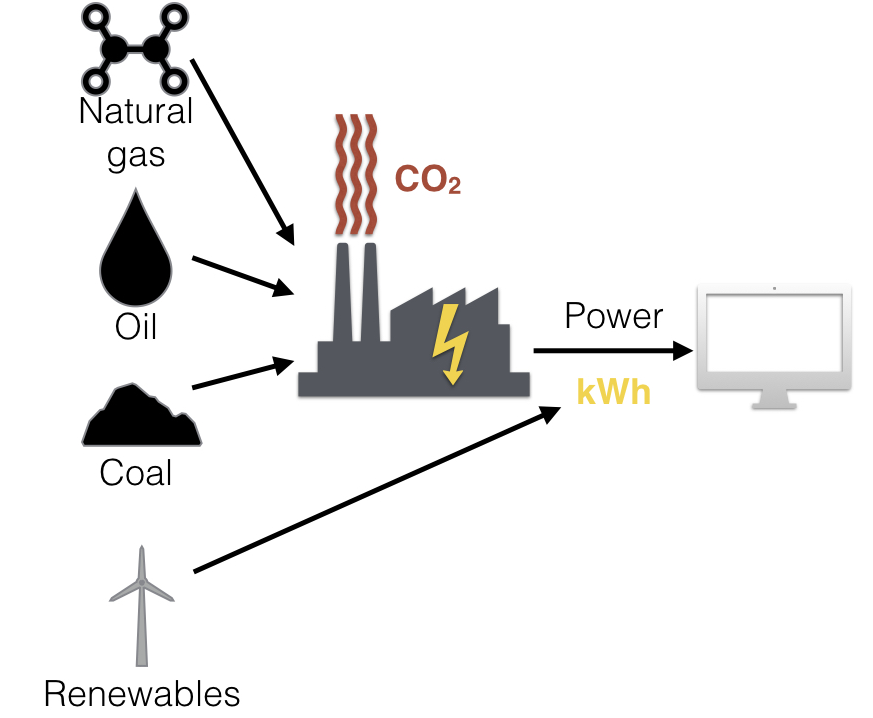 Natural
gas
CO₂
Oil
Power
kWh
Coal
Renewables